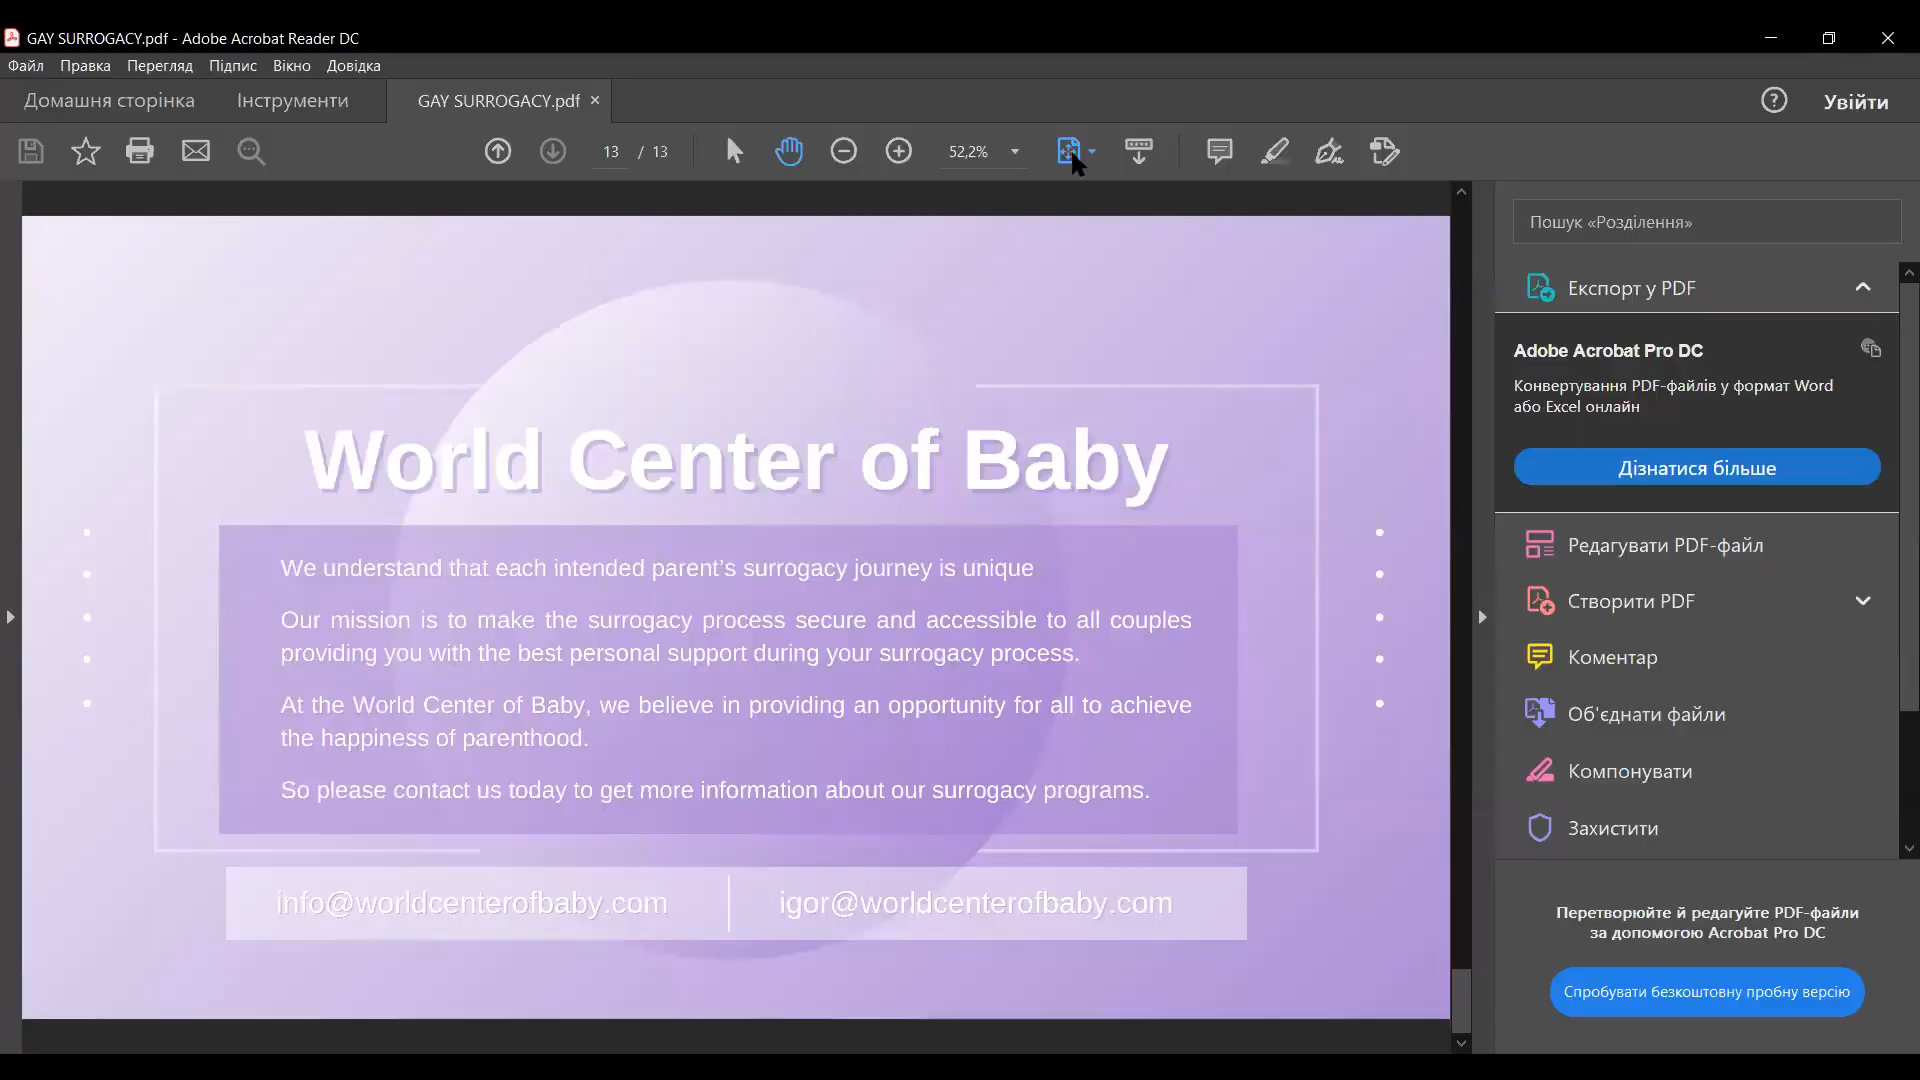 GAY SURROGACY.pdf - Adobe Acrobat Reader DC
Файл Правка Перегляд Підпис Вікно Довідка
Домашня сторінка Інструменти GAY SURROGACY.pdf × ? Увійти
13 / 13 52,2%
Пошук «Розділення»
Експорт у PDF
Adobe Acrobat Pro DC
Конвертування PDF-файлів у формат Word
або Excel онлайн
Дізнатися більше
Редагувати PDF-файл
Створити PDF
Коментар
Об'єднати файли
Компонувати
Захистити
Перетворюйте й редагуйте PDF-файли
за допомогою Acrobat Pro DC
Спробувати безкоштовну пробну версію
World Center of Baby
We understand that each intended parent’s surrogacy journey is unique
Our mission is to make the surrogacy process secure and accessible to all couples
providing you with the best personal support during your surrogacy process.
At the World Center of Baby, we believe in providing an opportunity for all to achieve
the happiness of parenthood.
So please contact us today to get more information about our surrogacy programs.
info@worldcenterofbaby.com
igor@worldcenterofbaby.com